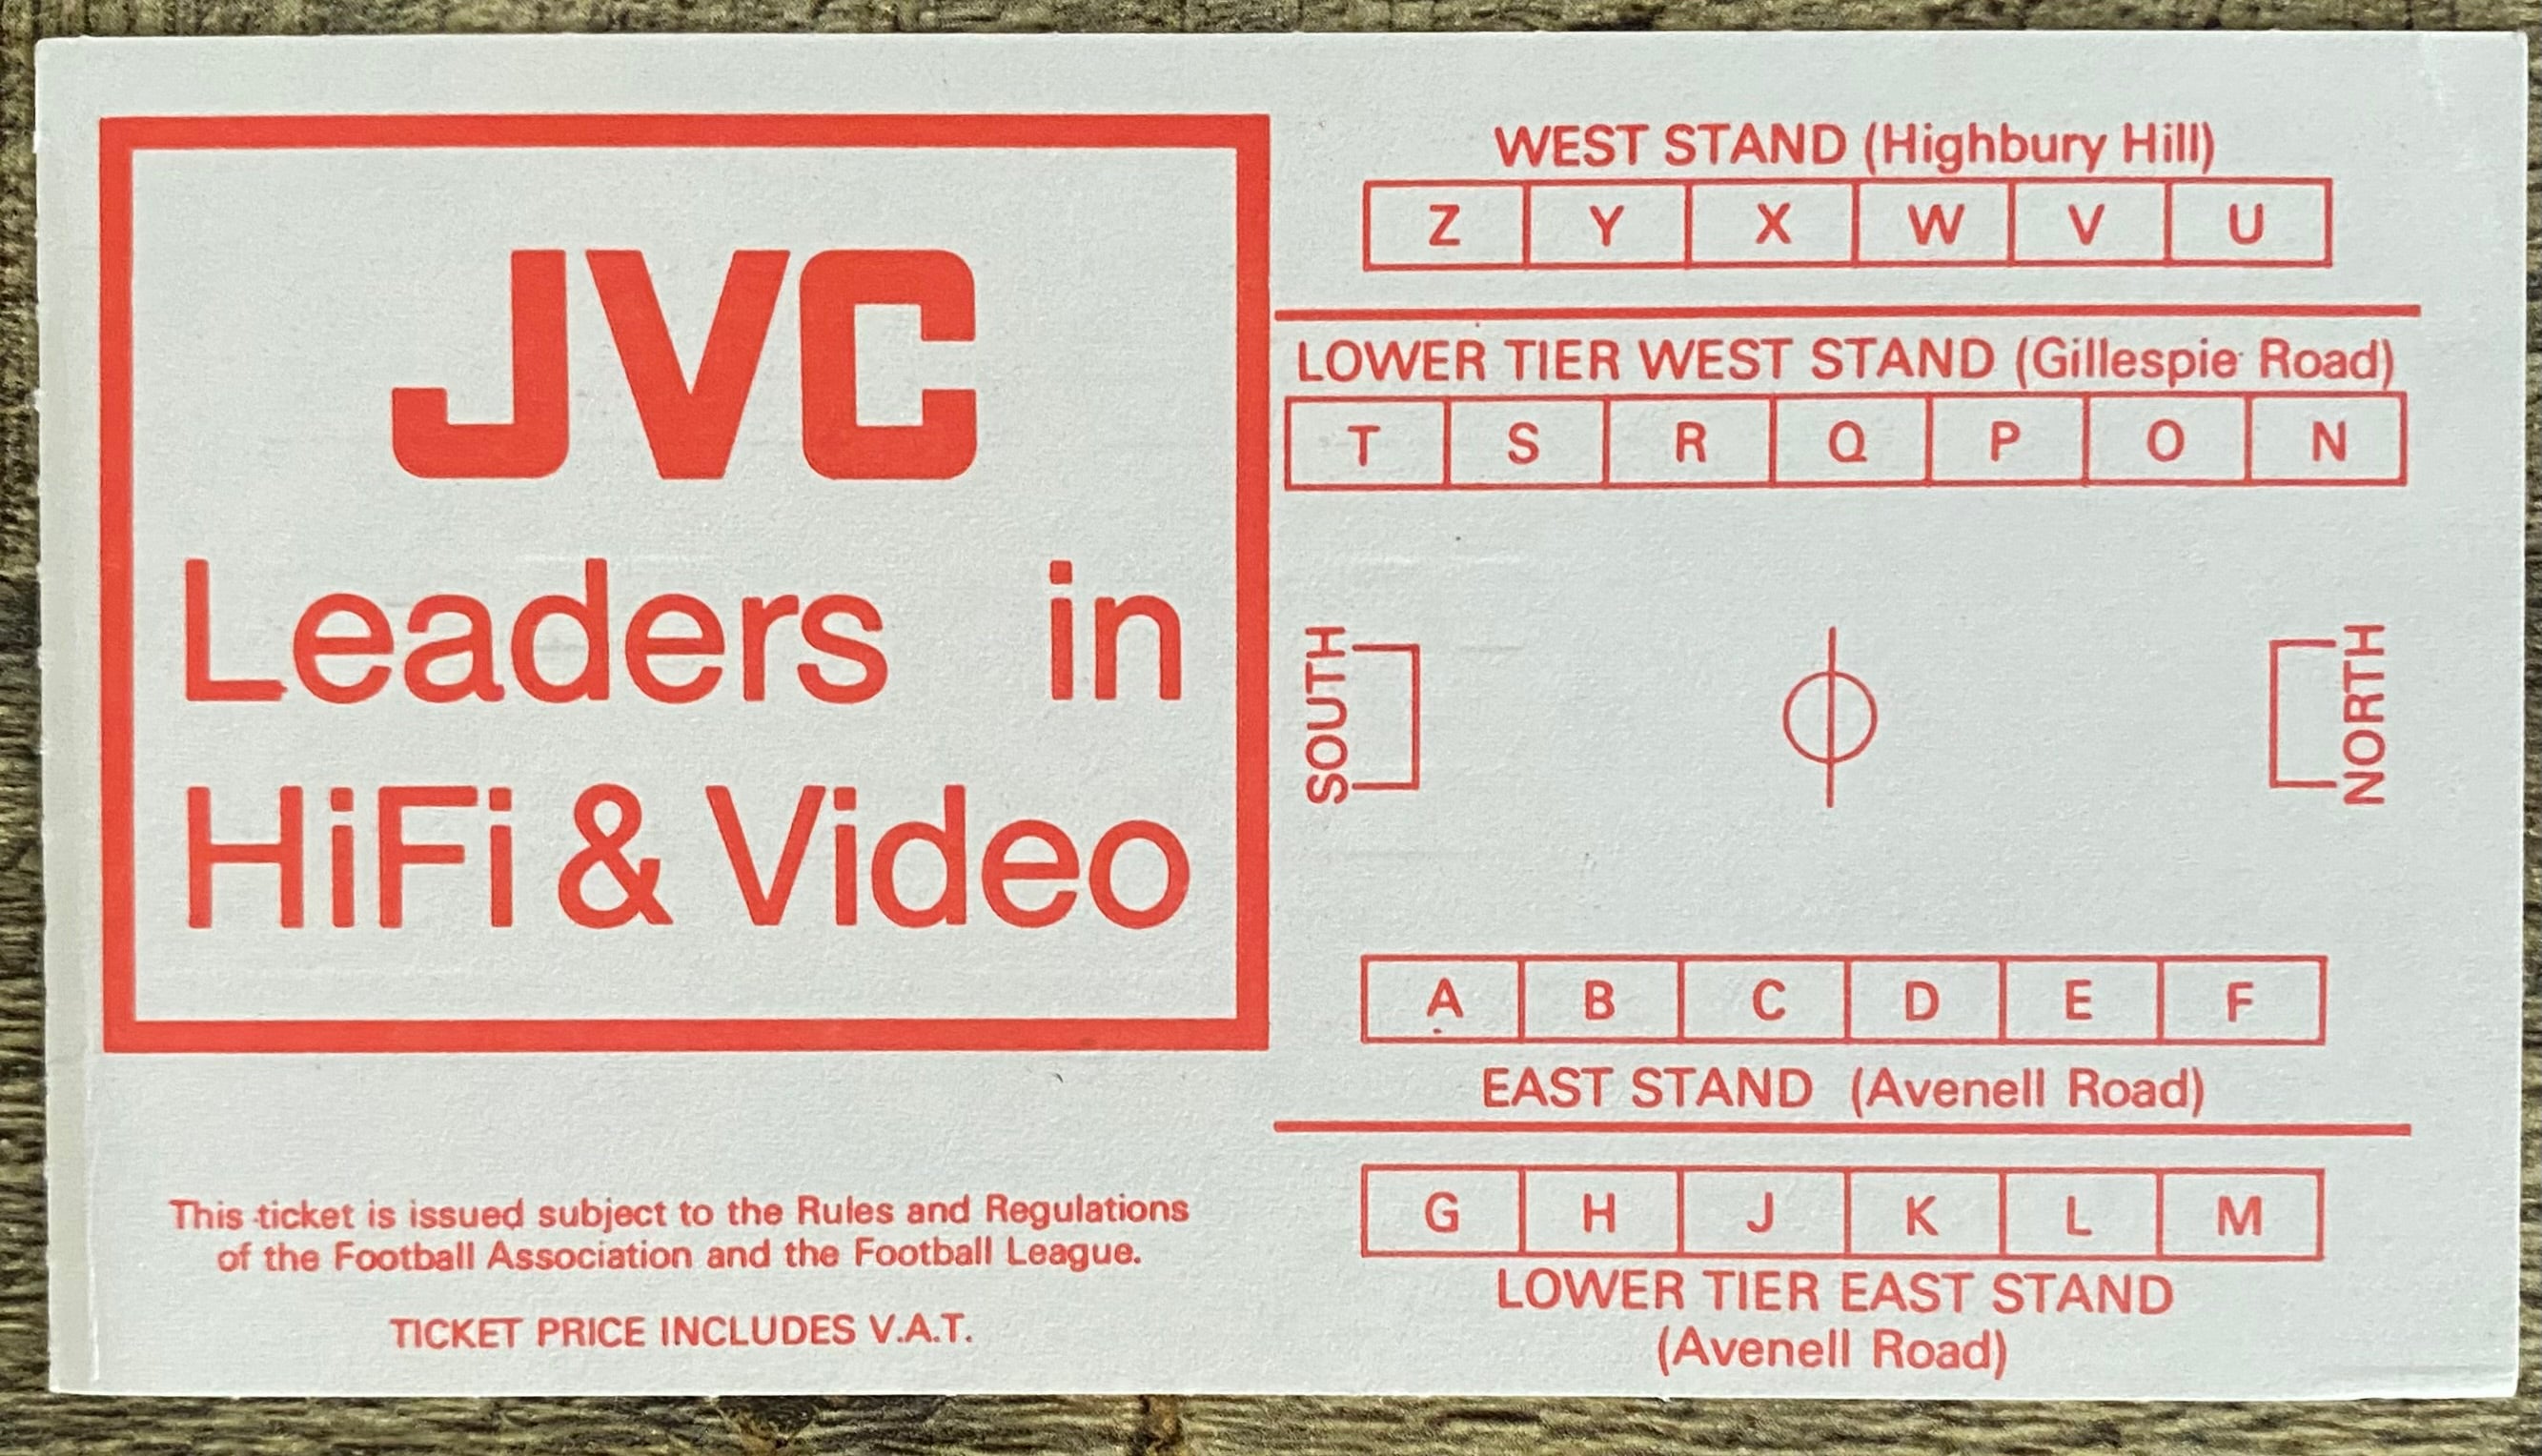 JVC
Leaders in
HiFi & Video
This ticket is issued subject to the Rules and Regulations
of the Football Association and the Football League.
TICKET PRICE INCLUDES V.A.T.
WEST STAND (Highbury Hill)
Z Y X W V U
LOWER TIER WEST STAND (Gillespie Road)
T S R Q P O N
SOUTH
NORTH
A B C D E F
EAST STAND (Avenell Road)
G H J K L M
LOWER TIER EAST STAND
(Avenell Road)